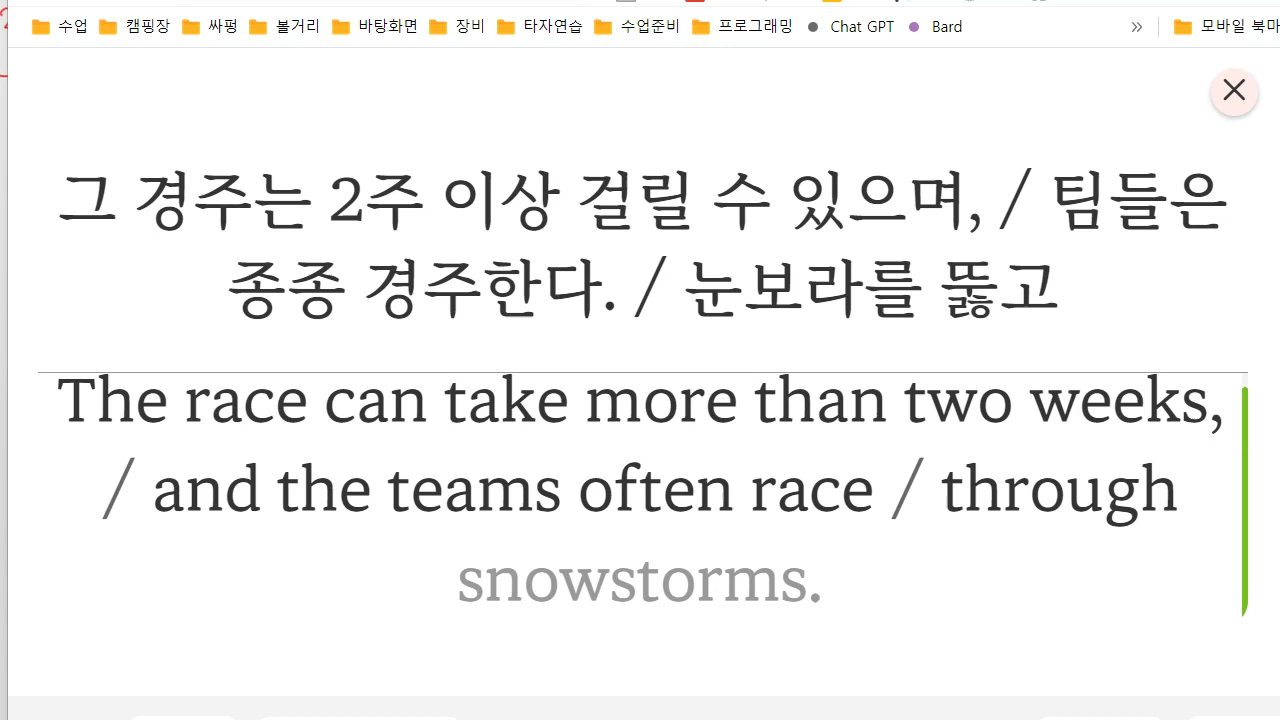 수업 캠핑장 싸펑 볼거리 바탕화면 장비 타자연습 수업준비 프로그래밍 Chat GPT Bard » 모바일 북마
그 경주는 2주 이상 걸릴 수 있으며, / 팀들은
종종 경주한다. / 눈보라를 뚫고
The race can take more than two weeks,
/ and the teams often race / through
snowstorms.